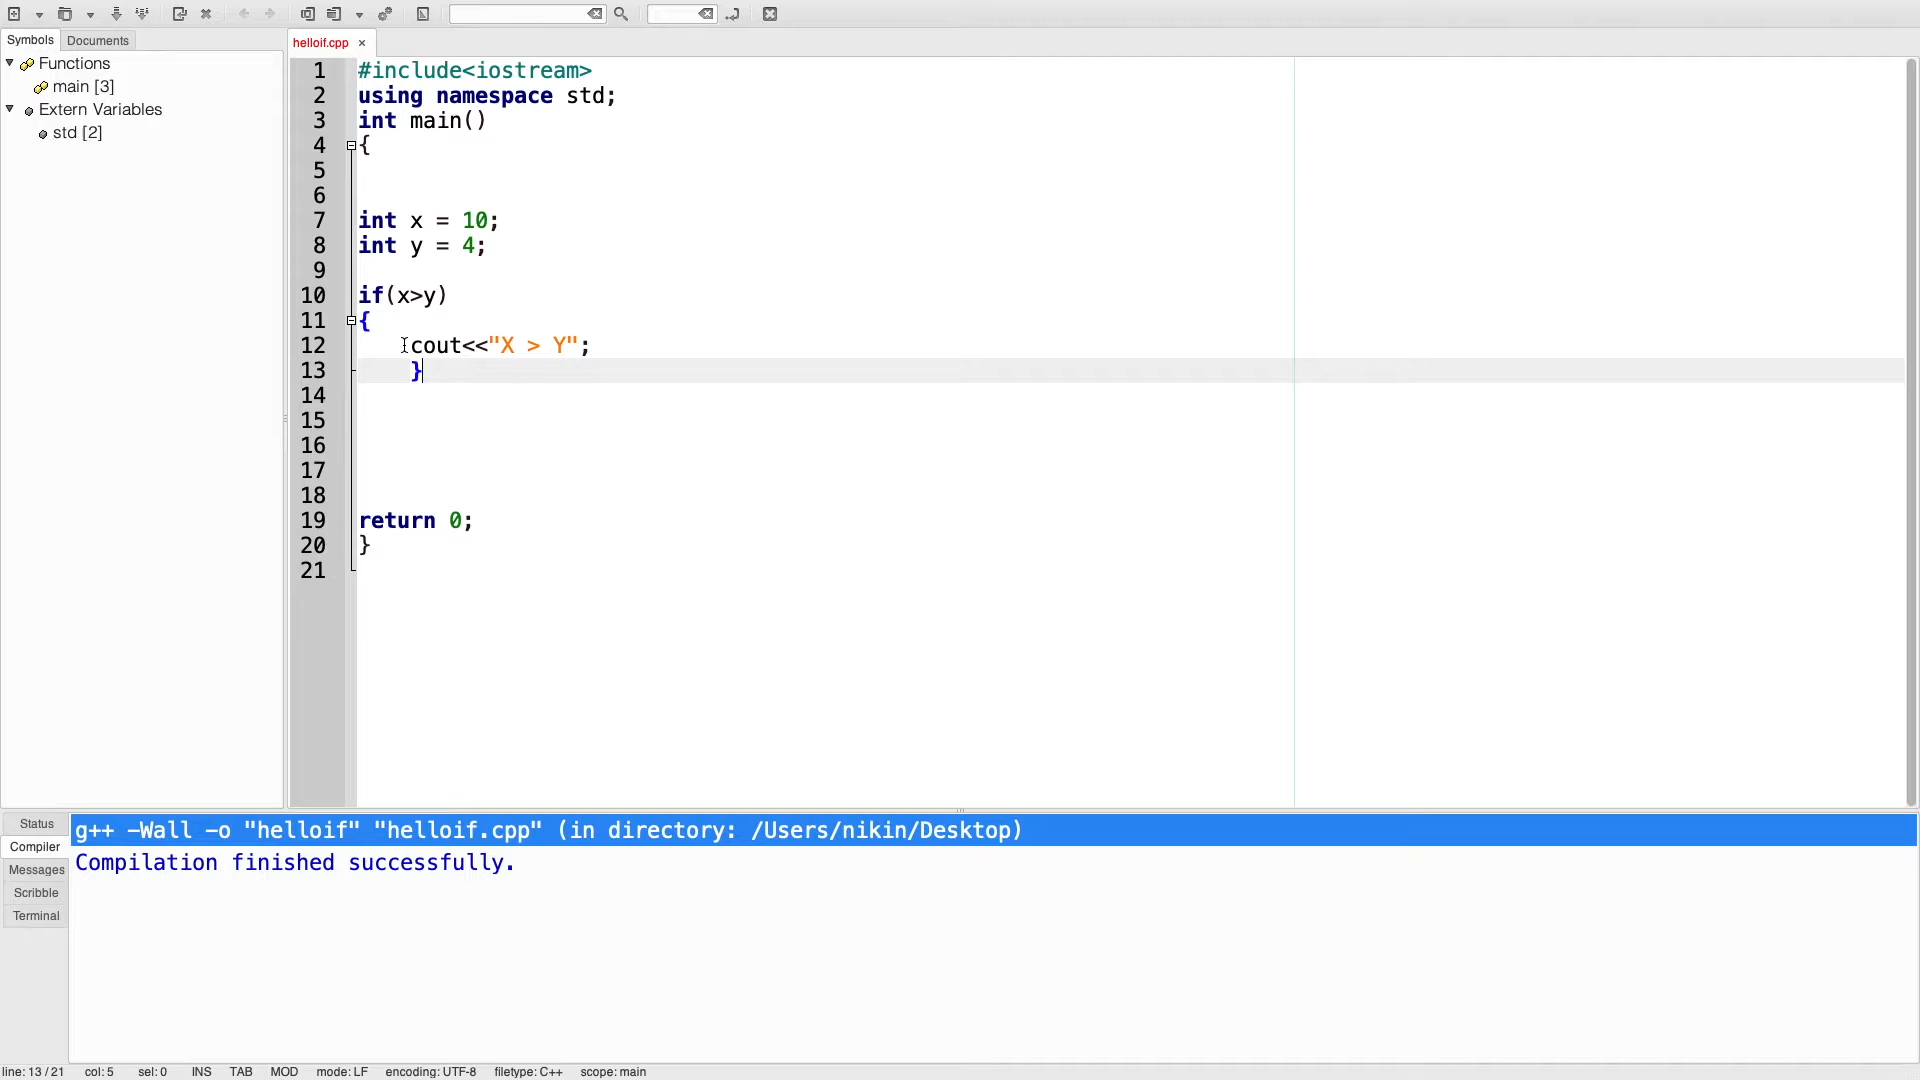 Symbols Documents
Functions
main [3]
Extern Variables
std [2]
helloif.cpp
1 #include<iostream>
2 using namespace std;
3 int main()
4 {
5
6
7 int x = 10;
8 int y = 4;
9
10 if(x>y)
11 {
12 cout<<"X > Y";
13 }
14
15
16
17
18
19 return 0;
20 }
21
Status
Compiler
Messages
Scribble
Terminal
g++ -Wall -o "helloif" "helloif.cpp" (in directory: /Users/nikin/Desktop)
Compilation finished successfully.
line: 13 / 21 col: 5 sel: 0 INS TAB MOD mode: LF encoding: UTF-8 filetype: C++ scope: main